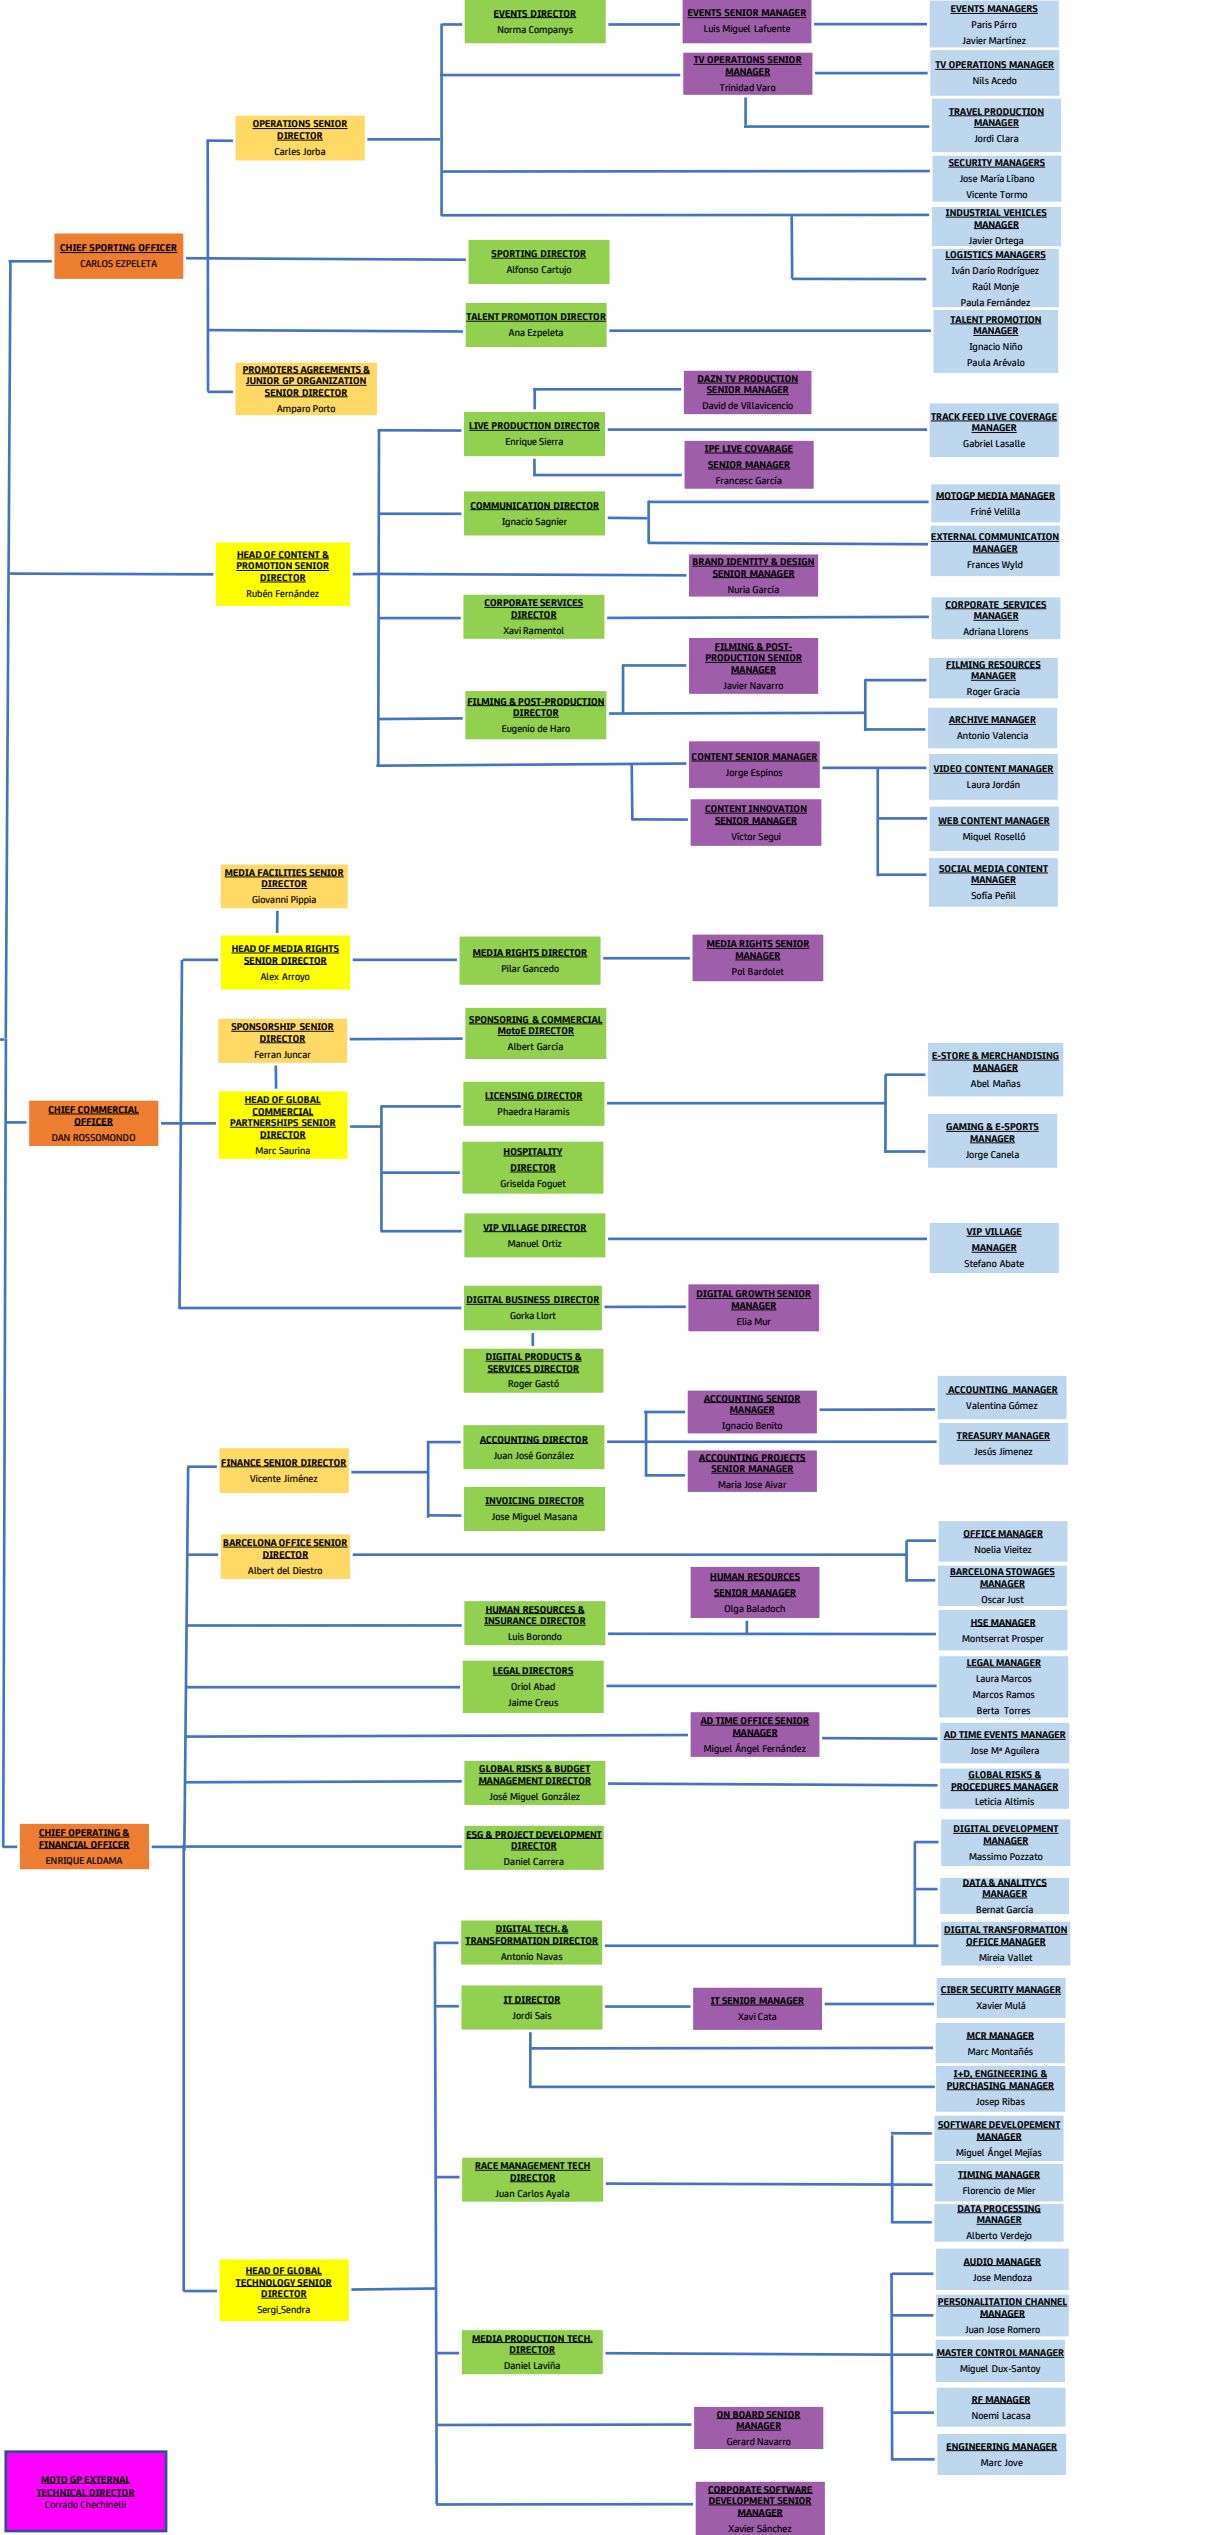 EVENTS DIRECTOR
Norma Companys
EVENTS SENIOR MANAGER
Luis Miguel Lafuente
EVENTS MANAGERS
Paris Párro
Javier Martínez
TV OPERATIONS SENIOR
MANAGER
Trinidad Varo
TV OPERATIONS MANAGER
Nils Acedo
TRAVEL PRODUCTION
MANAGER
Jordi Clara
OPERATIONS SENIOR
DIRECTOR
Carles Jorba
SECURITY MANAGERS
Jose María Líbano
Vicente Tormo
INDUSTRIAL VEHICLES
MANAGER
Javier Ortega
CHIEF SPORTING OFFICER
CARLOS EZPELETA
SPORTING DIRECTOR
Alfonso Cartujo
LOGISTICS MANAGERS
Iván Darío Rodríguez
Raúl Monje
Paula Fernández
TALENT PROMOTION DIRECTOR
Ana Ezpeleta
TALENT PROMOTION
MANAGER
Ignacio Niño
Paula Arévalo
PROMOTERS AGREEMENTS &
JUNIOR GP ORGANIZATION
SENIOR DIRECTOR
Amparo Porto
DAZN TV PRODUCTION
SENIOR MANAGER
David de Villavicencio
LIVE PRODUCTION DIRECTOR
Enrique Sierra
TRACK FEED LIVE COVERAGE
MANAGER
Gabriel Lasalle
IPF LIVE COVARAGE
SENIOR MANAGER
Francesc García
COMMUNICATION DIRECTOR
Ignacio Sagnier
MOTOGP MEDIA MANAGER
Friné Velilla
EXTERNAL COMMUNICATION
MANAGER
Frances Wyld
HEAD OF CONTENT &
PROMOTION SENIOR
DIRECTOR
Rubén Fernández
BRAND IDENTITY & DESIGN
SENIOR MANAGER
Nuria García
CORPORATE SERVICES
DIRECTOR
Xavi Ramentol
CORPORATE SERVICES
MANAGER
Adriana Llorens
FILMING & POST-
PRODUCTION SENIOR
MANAGER
Javier Navarro
FILMING RESOURCES
MANAGER
Roger Gracia
FILMING & POST-PRODUCTION
DIRECTOR
Eugenio de Haro
ARCHIVE MANAGER
Antonio Valencia
CONTENT SENIOR MANAGER
Jorge Espinos
VIDEO CONTENT MANAGER
Laura Jordán
CONTENT INNOVATION
SENIOR MANAGER
Víctor Segui
WEB CONTENT MANAGER
Miquel Roselló
SOCIAL MEDIA CONTENT
MANAGER
Sofía Peñil
MEDIA FACILITIES SENIOR
DIRECTOR
Giovanni Pippia
HEAD OF MEDIA RIGHTS
SENIOR DIRECTOR
Alex Arroyo
MEDIA RIGHTS DIRECTOR
Pilar Gancedo
MEDIA RIGHTS SENIOR
MANAGER
Pol Bardolet
SPONSORSHIP SENIOR
DIRECTOR
Ferran Juncar
SPONSORING & COMMERCIAL
MotoE DIRECTOR
Albert García
CHIEF COMMERCIAL
OFFICER
DAN ROSSOMONDO
HEAD OF GLOBAL
COMMERCIAL
PARTNERSHIPS SENIOR
DIRECTOR
Marc Saurina
LICENSING DIRECTOR
Phaedra Haramis
E-STORE & MERCHANDISING
MANAGER
Abel Mañas
GAMING & E-SPORTS
MANAGER
Jorge Canela
HOSPITALITY
DIRECTOR
Griselda Foguet
VIP VILLAGE DIRECTOR
Manuel Ortiz
VIP VILLAGE
MANAGER
Stefano Abate
DIGITAL BUSINESS DIRECTOR
Gorka Llort
DIGITAL GROWTH SENIOR
MANAGER
Elia Mur
DIGITAL PRODUCTS &
SERVICES DIRECTOR
Roger Gastó
ACCOUNTING SENIOR
MANAGER
Ignacio Benito
ACCOUNTING MANAGER
Valentina Gómez
FINANCE SENIOR DIRECTOR
Vicente Jiménez
ACCOUNTING DIRECTOR
Juan José González
TREASURY MANAGER
Jesús Jimenez
ACCOUNTING PROJECTS
SENIOR MANAGER
Maria Jose Aivar
INVOICING DIRECTOR
Jose Miguel Masana
BARCELONA OFFICE SENIOR
DIRECTOR
Albert del Diestro
OFFICE MANAGER
Noelia Vieitez
BARCELONA STOWAGES
MANAGER
Oscar Just
HUMAN RESOURCES
SENIOR MANAGER
Olga Baladoch
HUMAN RESOURCES &
INSURANCE DIRECTOR
Luis Borondo
HSE MANAGER
Montserrat Prosper
LEGAL DIRECTORS
Oriol Abad
Jaime Creus
LEGAL MANAGER
Laura Marcos
Marcos Ramos
Berta Torres
AD TIME OFFICE SENIOR
MANAGER
Miguel Ángel Fernández
AD TIME EVENTS MANAGER
Jose Mª Aguilera
GLOBAL RISKS & BUDGET
MANAGEMENT DIRECTOR
José Miguel González
GLOBAL RISKS &
PROCEDURES MANAGER
Leticia Altimis
CHIEF OPERATING &
FINANCIAL OFFICER
ENRIQUE ALDAMA
ESG & PROJECT DEVELOPMENT
DIRECTOR
Daniel Carrera
DIGITAL DEVELOPMENT
MANAGER
Massimo Pozzato
DATA & ANALITYCS
MANAGER
Bernat García
DIGITAL TECH. &
TRANSFORMATION DIRECTOR
Antonio Navas
DIGITAL TRANSFORMATION
OFFICE MANAGER
Mireia Vallet
IT DIRECTOR
Jordi Sais
IT SENIOR MANAGER
Xavi Cata
CIBER SECURITY MANAGER
Xavier Mulá
MCR MANAGER
Marc Montañés
I+D, ENGINEERING &
PURCHASING MANAGER
Josep Ribas
SOFTWARE DEVELOPEMENT
MANAGER
Miguel Ángel Mejías
RACE MANAGEMENT TECH
DIRECTOR
Juan Carlos Ayala
TIMING MANAGER
Florencio de Mier
DATA PROCESSING
MANAGER
Alberto Verdejo
HEAD OF GLOBAL
TECHNOLOGY SENIOR
DIRECTOR
Sergi Sendra
AUDIO MANAGER
Jose Mendoza
PERSONALITATION CHANNEL
MANAGER
Juan Jose Romero
MEDIA PRODUCTION TECH.
DIRECTOR
Daniel Laviña
MASTER CONTROL MANAGER
Miguel Dux-Santoy
RF MANAGER
Noemi Lacasa
ON BOARD SENIOR
MANAGER
Gerard Navarro
ENGINEERING MANAGER
Marc Jove
MOTO GP EXTERNAL
TECHNICAL DIRECTOR
Corrado Chechinelli
CORPORATE SOFTWARE
DEVELOPMENT SENIOR
MANAGER
Xavier Sánchez